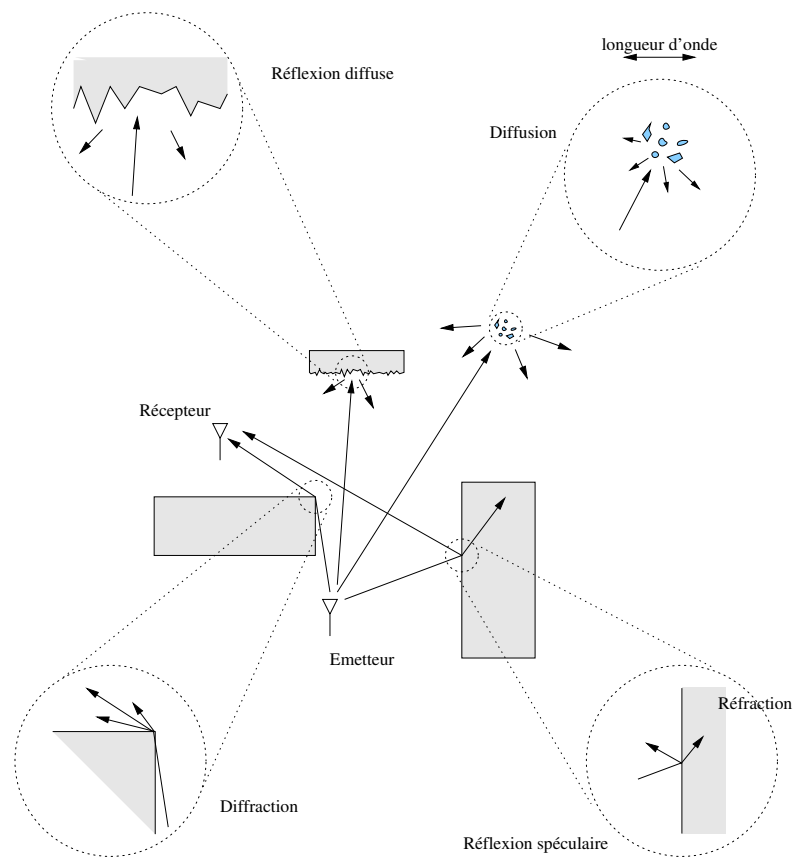 longueur d'onde
Réflexion diffuse
Diffusion
Récepteur
Emetteur
Réfraction
Diffraction
Réflexion spéculaire